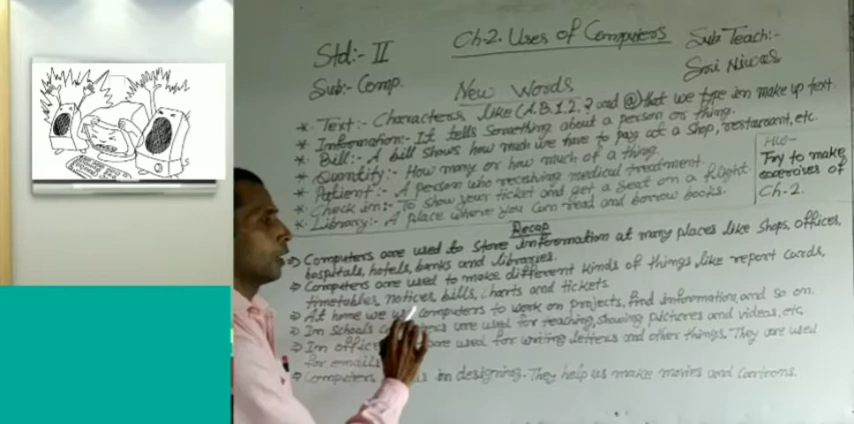 Std:- II
Ch-2. Uses of Computers
Sub Teach:-
Sub:- Comp.
Sri Niwas
New Words
* Text:- Characters like (A,B,1,2,? and @) that we type in make up text.
* Information:- It tells something about a person or thing.
* Bill:- A bill shows how much we have to pay at a shop, restaurant, etc.
* Quantity:- How many or how much of a thing.
* Patient:- A person who receiving medical treatment.
* Check in:- To show your ticket and get a seat on a flight.
* Library:- A place where you can read and borrow books.
H.W:-
Try to make
exercises of
Ch-2.
Recap
⇒ Computers are used to store information at many places like shops, offices,
hospitals, hotels, banks and libraries.
⇒ Computers are used to make different kinds of things like report cards,
timetables, notices, bills, charts and tickets.
⇒ At home we use computers to work on projects, find information, and so on.
⇒ In schools are used for teaching, showing pictures and videos, etc.
⇒ In office are used for writing letters and other things. They are used
for emails
⇒ Computers in designing. They help us make movies and cartoons.